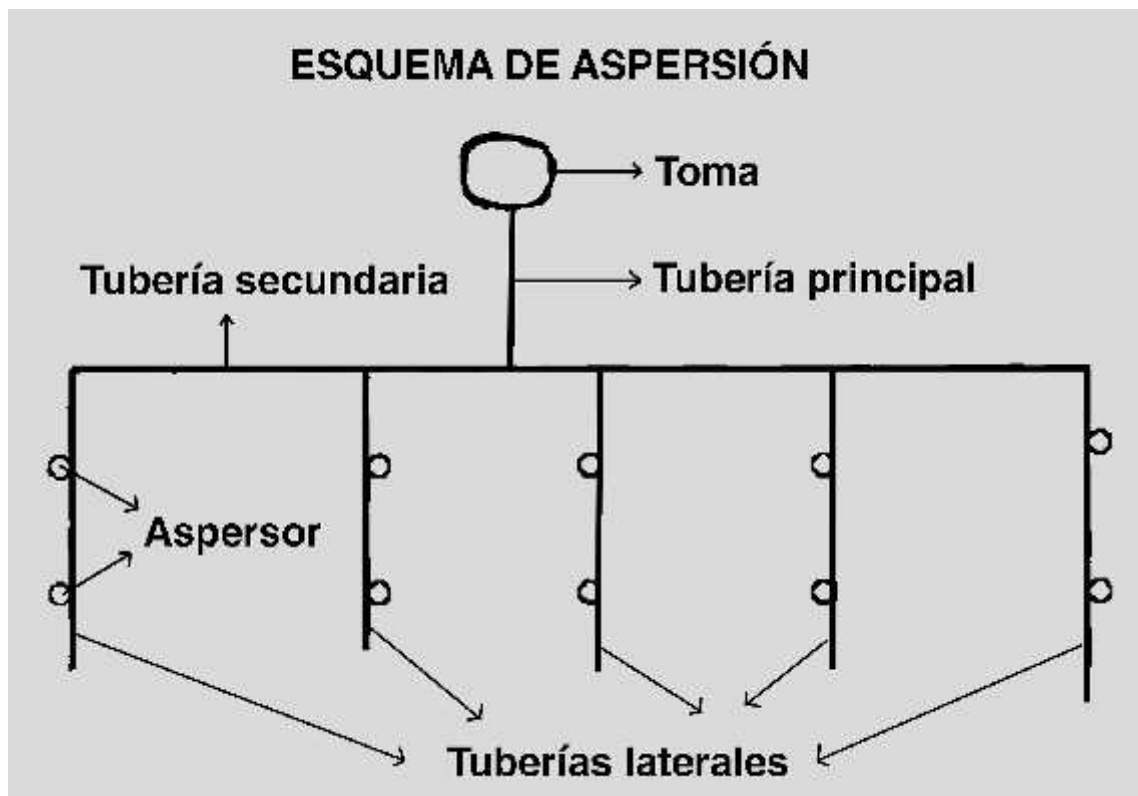 ESQUEMA DE ASPERSIÓN
Toma
Tubería secundaria
Tubería principal
Aspersor
Tuberías laterales